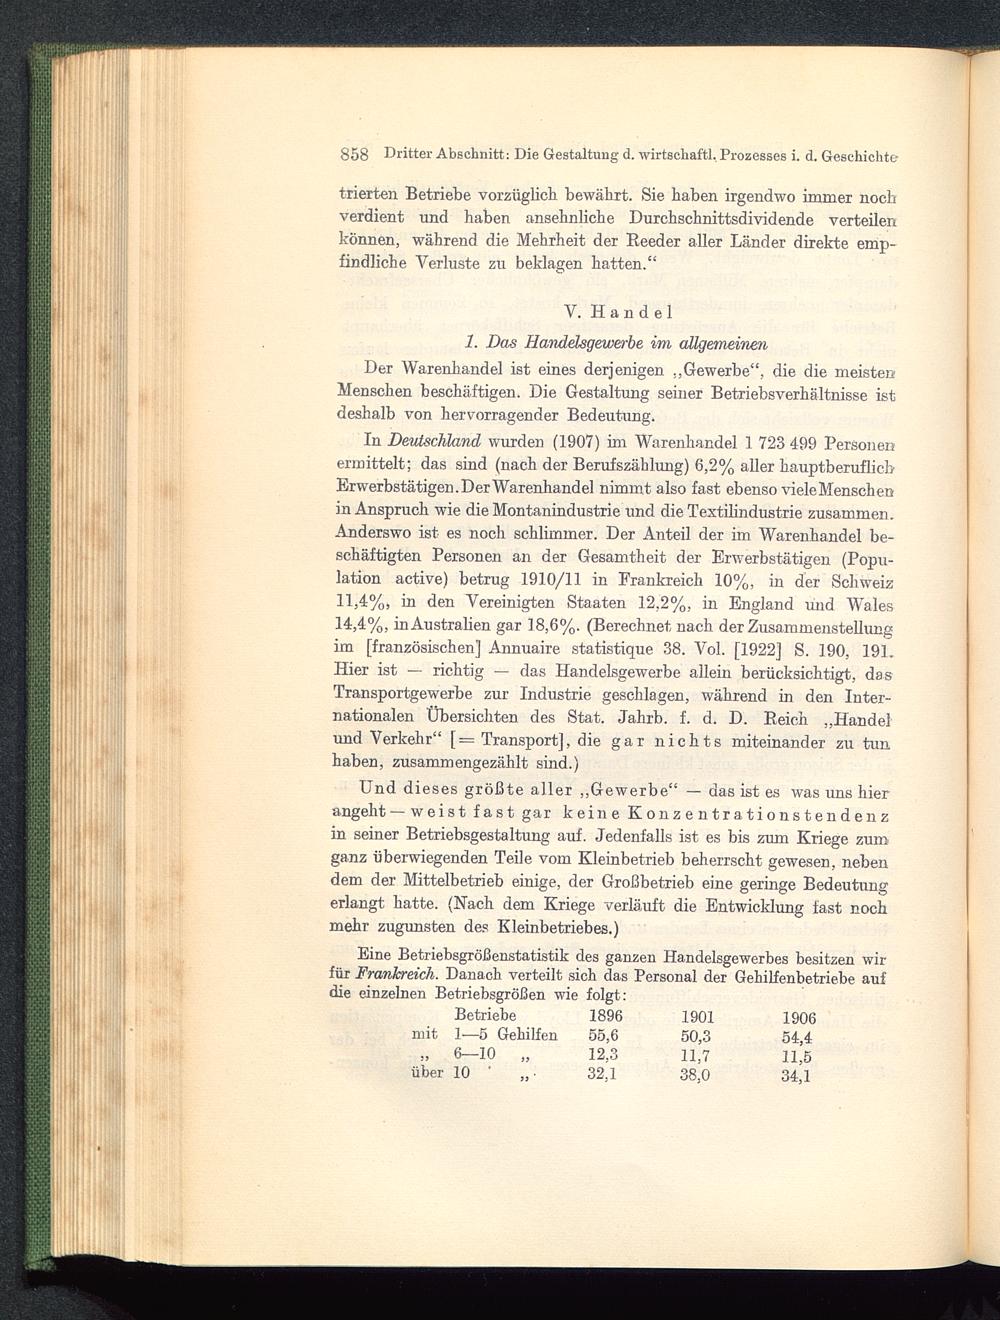 858 Dritter Abschnitt: Die Gestaltung d. wirtschaftl. Prozesses i. d. Geschichte
trierten Betriebe vorzüglich bewährt. Sie haben irgendwo immer noch
verdient und haben ansehnliche Durchschnittsdividende verteilen
können, während die Mehrheit der Reeder aller Länder direkte emp-
findliche Verluste zu beklagen hatten.“
V. Handel
1. Das Handelsgewerbe im allgemeinen
Der Warenhandel ist eines derjenigen „Gewerbe“, die die meisten
Menschen beschäftigen. Die Gestaltung seiner Betriebsverhältnisse ist
deshalb von hervorragender Bedeutung.
In Deutschland wurden (1907) im Warenhandel 1 723 499 Personen
ermittelt; das sind (nach der Berufszählung) 6,2% aller hauptberuflich
Erwerbstätigen. Der Warenhandel nimmt also fast ebenso viele Menschen
in Anspruch wie die Montanindustrie und die Textilindustrie zusammen.
Anderswo ist es noch schlimmer. Der Anteil der im Warenhandel be-
schäftigten Personen an der Gesamtheit der Erwerbstätigen (Popu-
lation active) betrug 1910/11 in Frankreich 10%, in der Schweiz
11,4%, in den Vereinigten Staaten 12,2%, in England und Wales
14,4%, in Australien gar 18,6%. (Berechnet nach der Zusammenstellung
im [französischen] Annuaire statistique 38. Vol. [1922] S. 190, 191.
Hier ist — richtig — das Handelsgewerbe allein berücksichtigt, das
Transportgewerbe zur Industrie geschlagen, während in den Inter-
nationalen Übersichten des Stat. Jahrb. f. d. D. Reich „Handel
und Verkehr“ [= Transport], die gar nichts miteinander zu tun
haben, zusammengezählt sind.)
Und dieses größte aller „Gewerbe“ — das ist es was uns hier
angeht — weist fast gar keine Konzentrationstendenz
in seiner Betriebsgestaltung auf. Jedenfalls ist es bis zum Kriege zum
ganz überwiegenden Teile vom Kleinbetrieb beherrscht gewesen, neben
dem der Mittelbetrieb einige, der Großbetrieb eine geringe Bedeutung
erlangt hatte. (Nach dem Kriege verläuft die Entwicklung fast noch
mehr zugunsten des Kleinbetriebes.)
Eine Betriebsgrößenstatistik des ganzen Handelsgewerbes besitzen wir
für Frankreich. Danach verteilt sich das Personal der Gehilfenbetriebe auf
die einzelnen Betriebsgrößen wie folgt:
Betriebe 1896 1901 1906
mit 1—5 Gehilfen 55,6 50,3 54,4
„ 6—10 „ 12,3 11,7 11,5
über 10 „ 32,1 38,0 34,1